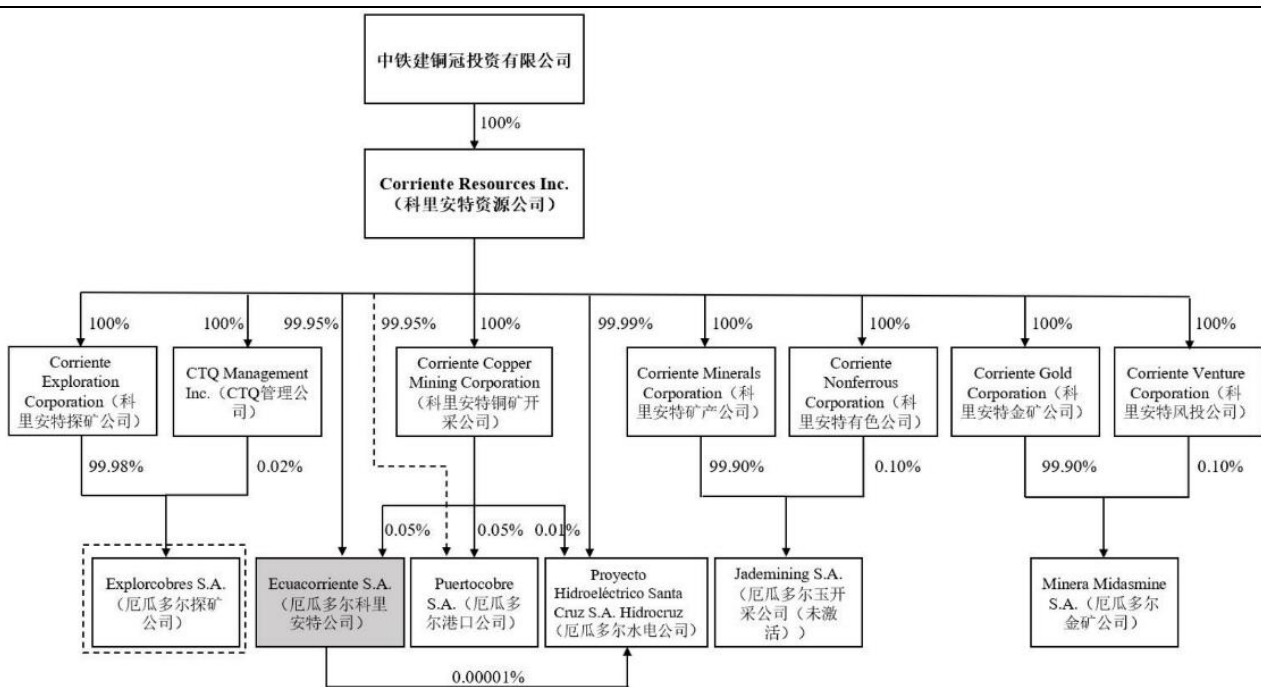 中铁建铜冠投资有限公司
100%
Corriente Resources Inc.
（科里安特资源公司）
100%
100%
99.95%
99.95%
100%
99.99%
100%
100%
100%
100%
Corriente
Exploration
Corporation（科
里安特探矿公司）
CTQ Management
Inc.（CTQ管理公
司）
Corriente Copper
Mining Corporation
（科里安特铜矿开
采公司）
Corriente Minerals
Corporation（科里
安特矿产公司）
Corriente
Nonferrous
Corporation（科里
安特有色公司）
Corriente Gold
Corporation（科里
安特金矿公司）
Corriente Venture
Corporation（科里
安特风投公司）
99.98%
0.02%
99.90%
0.10%
99.90%
0.10%
0.05%
0.05%
0.01%
Explorcobres S.A.
（厄瓜多尔探矿
公司）
Ecuacorriente S.A.
（厄瓜多尔科里
安特公司）
Puertocobre
S.A.（厄瓜多
尔港口公司）
Proyecto
Hidroeléctrico Santa
Cruz S.A. Hidrocruz
（厄瓜多尔水电公司）
Jademining S.A.
（厄瓜多尔玉开
采公司（未激
活））
Minera Midasmine
S.A.（厄瓜多尔
金矿公司）
0.00001%